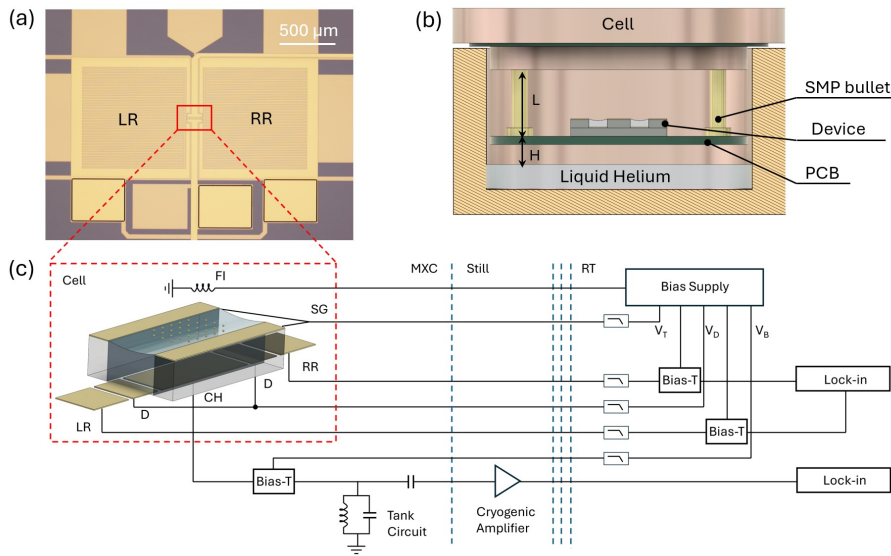 (a)
500 µm
LR
RR
(b)
Cell
L
H
Liquid Helium
SMP bullet
Device
PCB
(c)
Cell
FI
MXC
Still
RT
Bias Supply
SG
V_T
V_D
V_B
RR
Bias-T
Lock-in
D
CH
D
LR
Bias-T
Bias-T
Lock-in
Tank
Circuit
Cryogenic
Amplifier